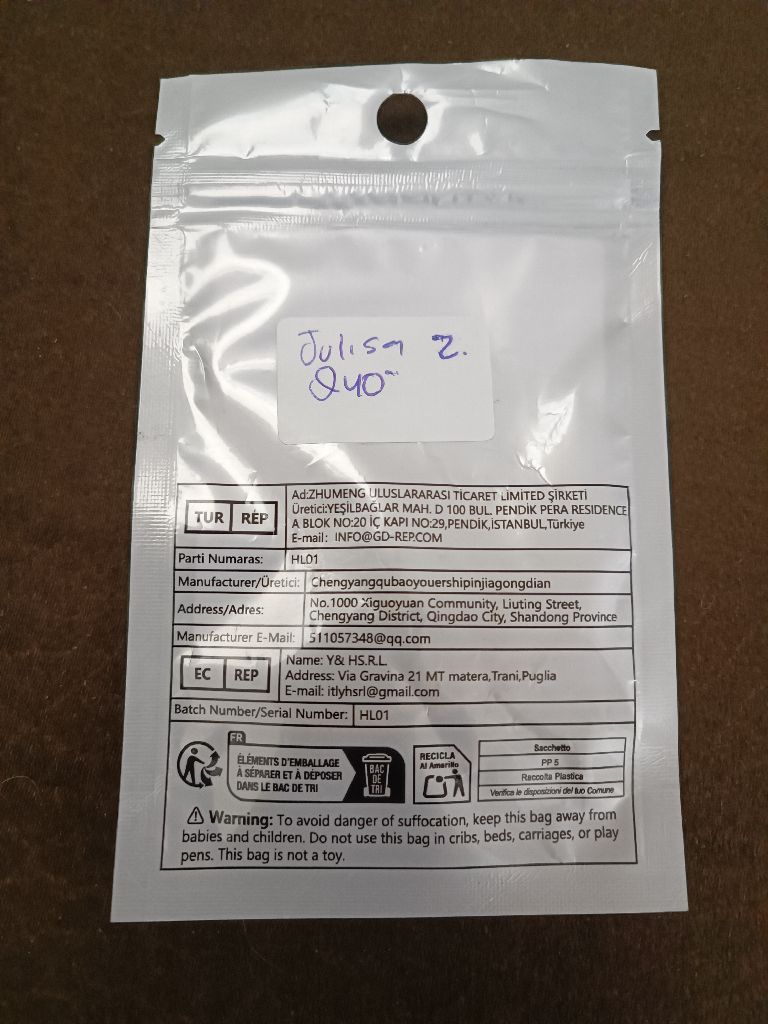 Julisa Z.
Q40
TUR REP
Ad:ZHUMENG ULUSLARARASI TİCARET LİMITED ŞİRKETİ
Üretici:YEŞİLBAĞLAR MAH. D 100 BUL. PENDİK PERA RESIDENCE
A BLOK NO:20 İÇ KAPI NO:29,PENDİK,İSTANBUL,Türkiye
E-mail: INFO@GD-REP.COM
Parti Numaras: HL01
Manufacturer/Üretici: Chengyangqubaoyouershipinjiagongdian
Address/Adres: No.1000 Xiguoyuan Community, Liuting Street,
Chengyang District, Qingdao City, Shandong Province
Manufacturer E-Mail: 511057348@qq.com
EC REP
Name: Y& HS.R.L.
Address: Via Gravina 21 MT matera,Trani,Puglia
E-mail: itlyhsrl@gmail.com
Batch Number/Serial Number: HL01
FR
ÉLÉMENTS D'EMBALLAGE
À SÉPARER ET À DÉPOSER
DANS LE BAC DE TRI
BAC
DE
TRI
RECICLA
Al Amarillo
Sacchetto
PP 5
Raccolta Plastica
Verifica le disposizioni del tuo Comune
Warning: To avoid danger of suffocation, keep this bag away from
babies and children. Do not use this bag in cribs, beds, carriages, or play
pens. This bag is not a toy.